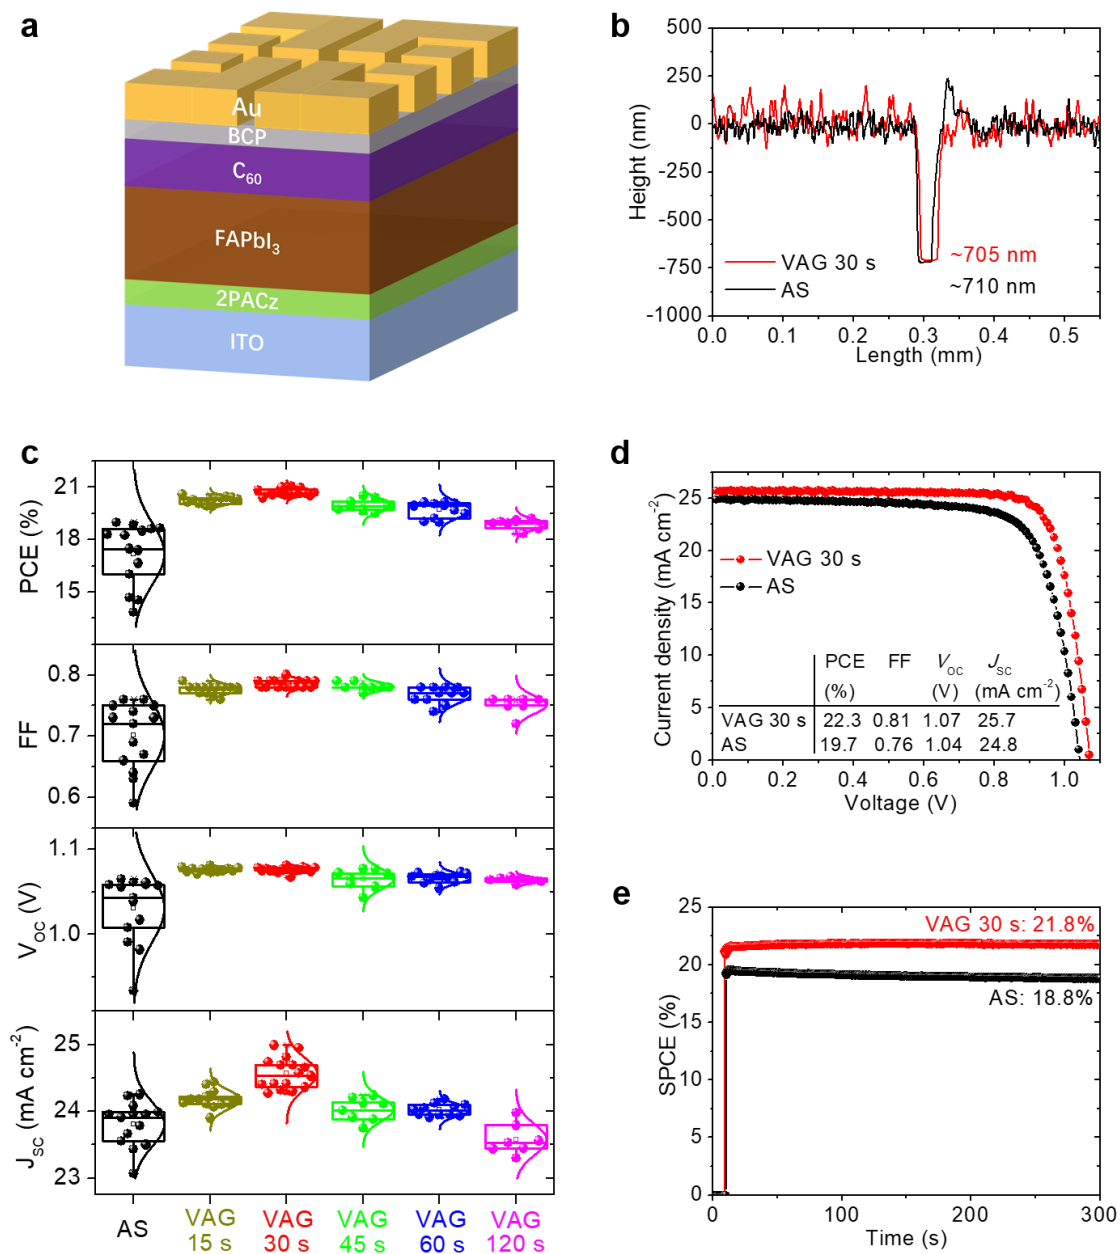 a
Au
BCP
C60
FAPbI3
2PACz
ITO
b
500
250
0
-250
-500
-750
-1000
Height (nm)
VAG 30 s
AS
~705 nm
~710 nm
0.0 0.1 0.2 0.3 0.4 0.5
Length (mm)
c
21
18
15
PCE (%)
0.8
0.7
0.6
FF
1.1
1.0
VOC (V)
25
24
23
JSC (mA cm-2)
AS
VAG 15 s
VAG 30 s
VAG 45 s
VAG 60 s
VAG 120 s
d
25
20
15
10
5
0
Current density (mA cm-2)
VAG 30 s
AS
PCE FF VOC JSC
(%) (V) (mA cm-2)
VAG 30 s 22.3 0.81 1.07 25.7
AS 19.7 0.76 1.04 24.8
0.0 0.2 0.4 0.6 0.8 1.0
Voltage (V)
e
25
20
15
10
5
0
SPCE (%)
VAG 30 s: 21.8%
AS: 18.8%
0 100 200 300
Time (s)